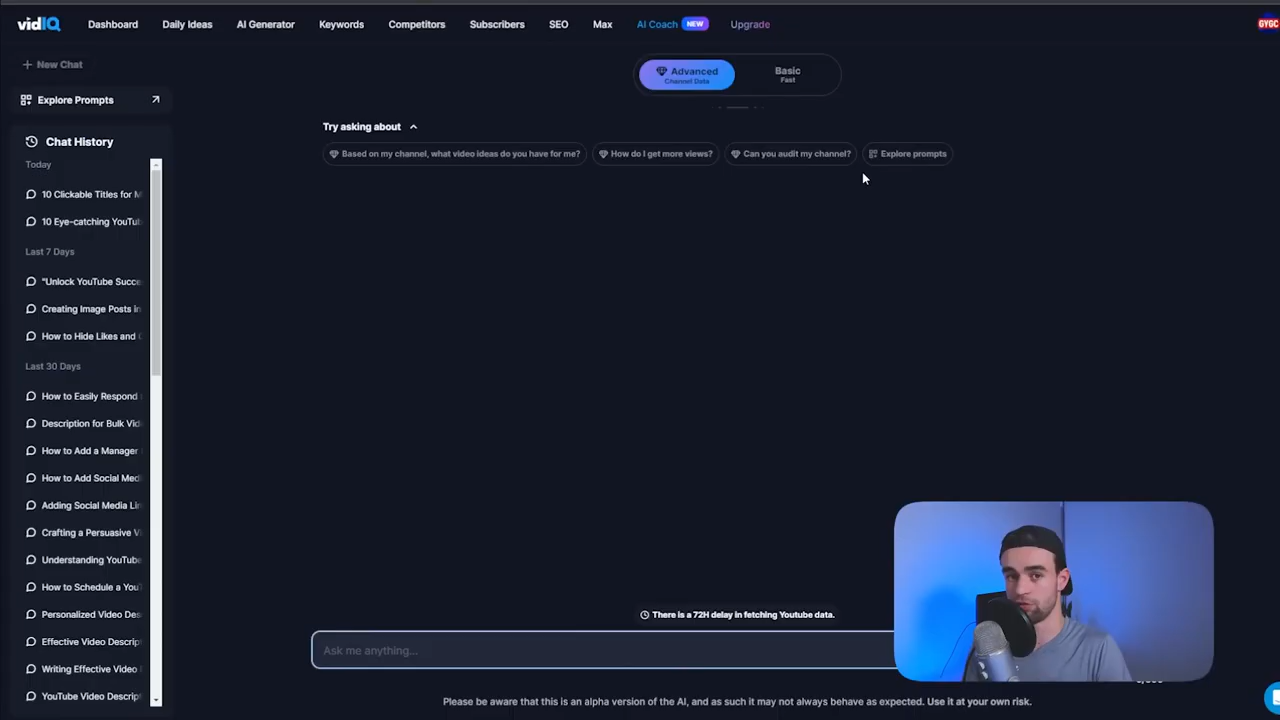 vidIQ
Dashboard
Daily Ideas
AI Generator
Keywords
Competitors
Subscribers
SEO
Max
AI Coach NEW
Upgrade
GYGC
+ New Chat
Advanced
Channel Data
Basic
Fast
Explore Prompts
Try asking about
Chat History
Based on my channel, what video ideas do you have for me?
How do I get more views?
Can you audit my channel?
Explore prompts
Today
10 Clickable Titles for
10 Eye-catching YouTub
Last 7 Days
"Unlock YouTube Succe
Creating Image Posts in
How to Hide Likes and
Last 30 Days
How to Easily Respond
Description for Bulk Vid
How to Add a Manager
How to Add Social Med
Adding Social Media Lin
Crafting a Persuasive Vi
Understanding YouTube
How to Schedule a You
Personalized Video Des
There is a 72H delay in fetching Youtube data.
Effective Video Descrip
Ask me anything...
Writing Effective Video
YouTube Video Descrip
Please be aware that this is an alpha version of the AI, and as such it may not always behave as expected. Use it at your own risk.